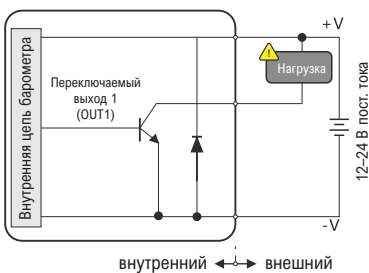 +V
Нагрузка
Переключаемый
выход 1
(OUT1)
Внутренняя цепь барометра
12–24 В пост. тока
-V
внутренний
внешний